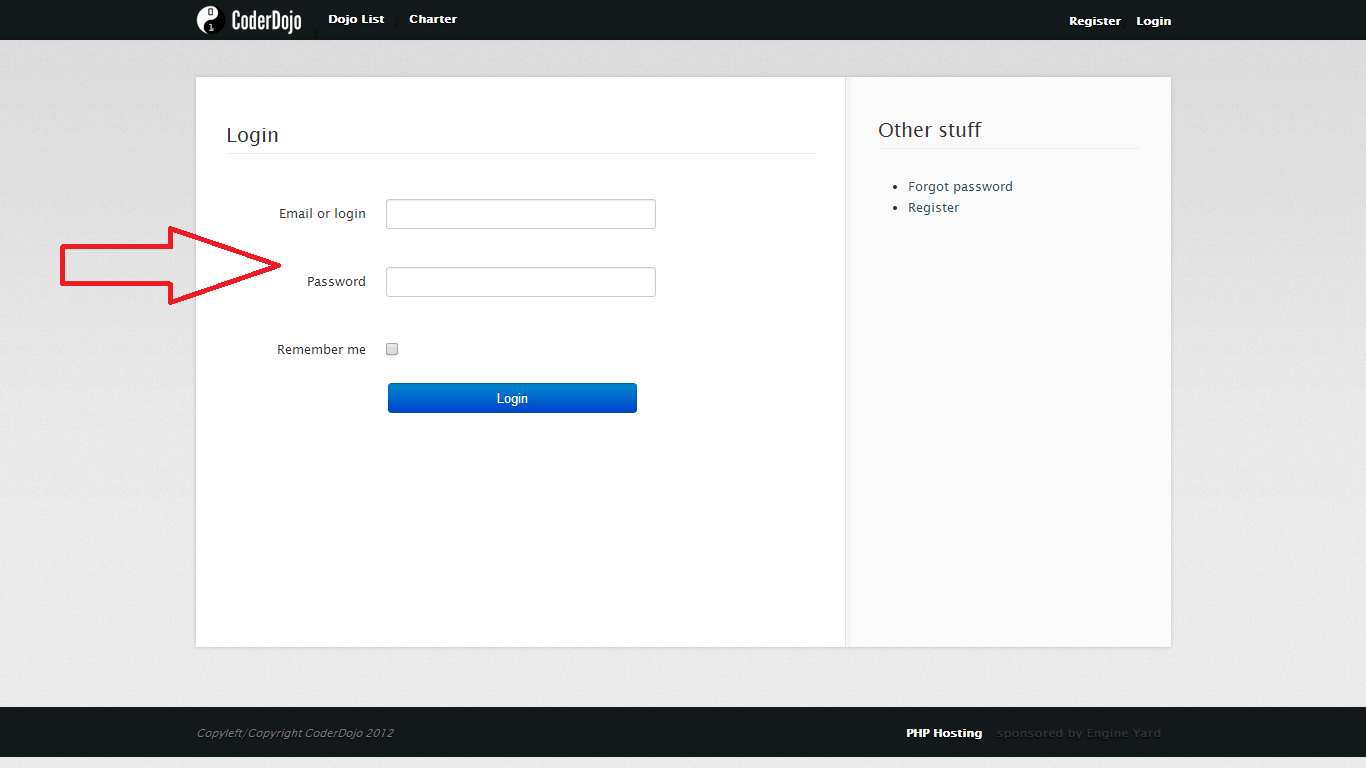 0 1 CoderDojo Dojo List Charter Register Login
Login
Email or login
Password
Remember me
Login
Other stuff
Forgot password
Register
Copyleft/Copyright CoderDojo 2012 PHP Hosting sponsored by Engine Yard